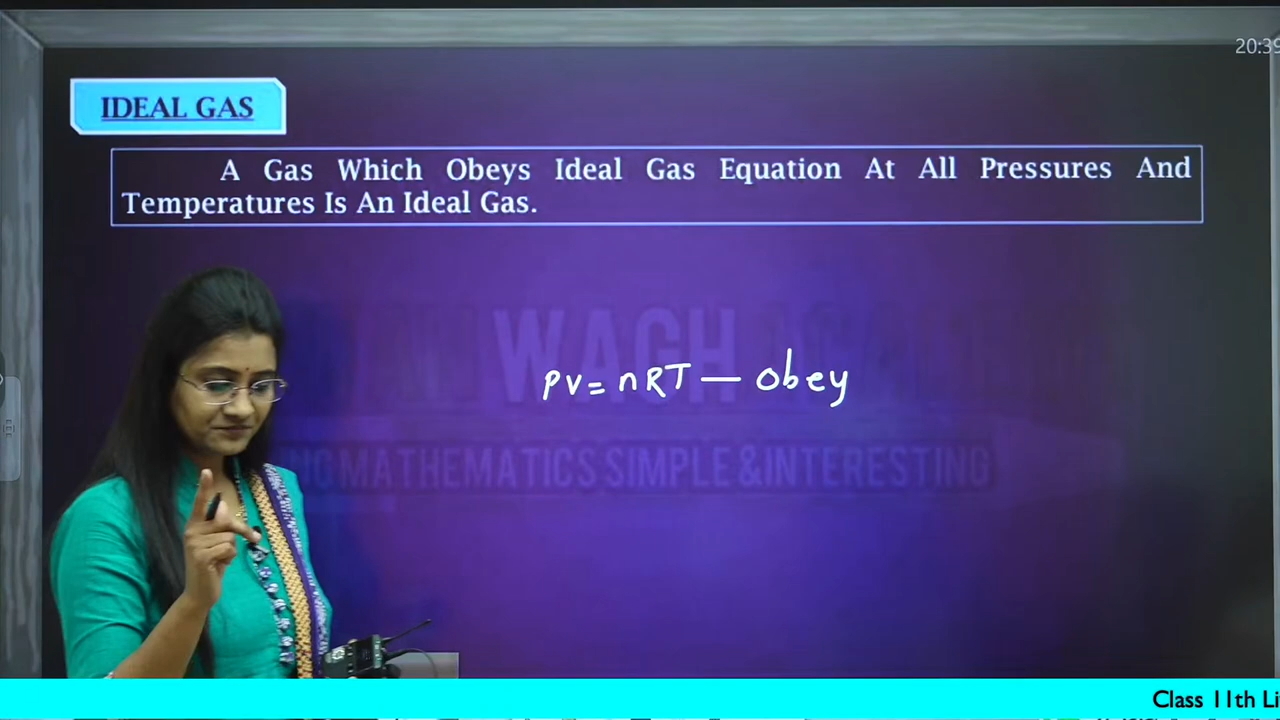 20:39
IDEAL GAS
A Gas Which Obeys Ideal Gas Equation At All Pressures And
Temperatures Is An Ideal Gas.
WAGH
PV = nRT — obey
MATHEMATICS SIMPLE & INTERESTING
Class 11th Li